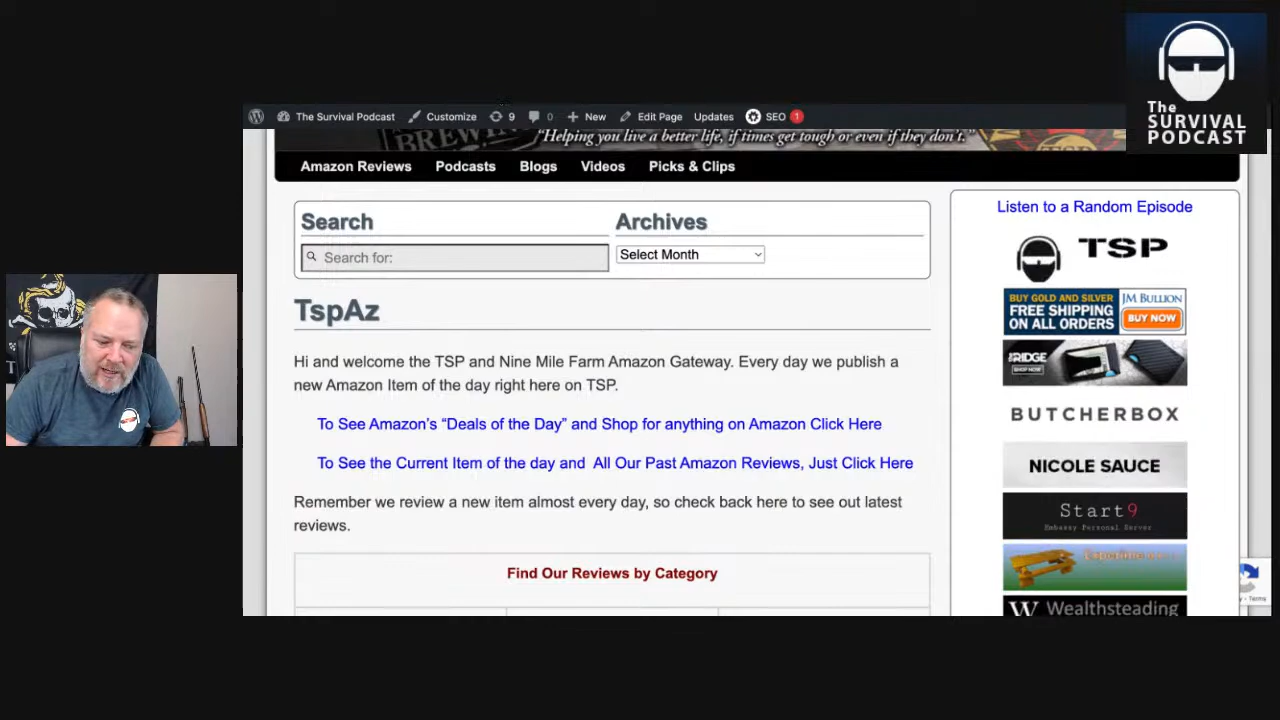 The
SURVIVAL
PODCAST
The Survival Podcast Customize 9 0 New Edit Page Updates SEO 1
BREWIN
"Helping you live a better life, if times get tough or even if they don't."
Amazon Reviews Podcasts Blogs Videos Picks & Clips
Search Archives
Search for: Select Month
TspAz
Hi and welcome the TSP and Nine Mile Farm Amazon Gateway. Every day we publish a
new Amazon Item of the day right here on TSP.
To See Amazon's “Deals of the Day” and Shop for anything on Amazon Click Here
To See the Current Item of the day and All Our Past Amazon Reviews, Just Click Here
Remember we review a new item almost every day, so check back here to see out latest
reviews.
Find Our Reviews by Category
Listen to a Random Episode
TSP
BUY GOLD AND SILVER JM BULLION
FREE SHIPPING
ON ALL ORDERS BUY NOW
RIDGE
SHOP NOW
BUTCHERBOX
NICOLE SAUCE
Start9
Embassy Personal Server
W Wealthsteading
- Terms